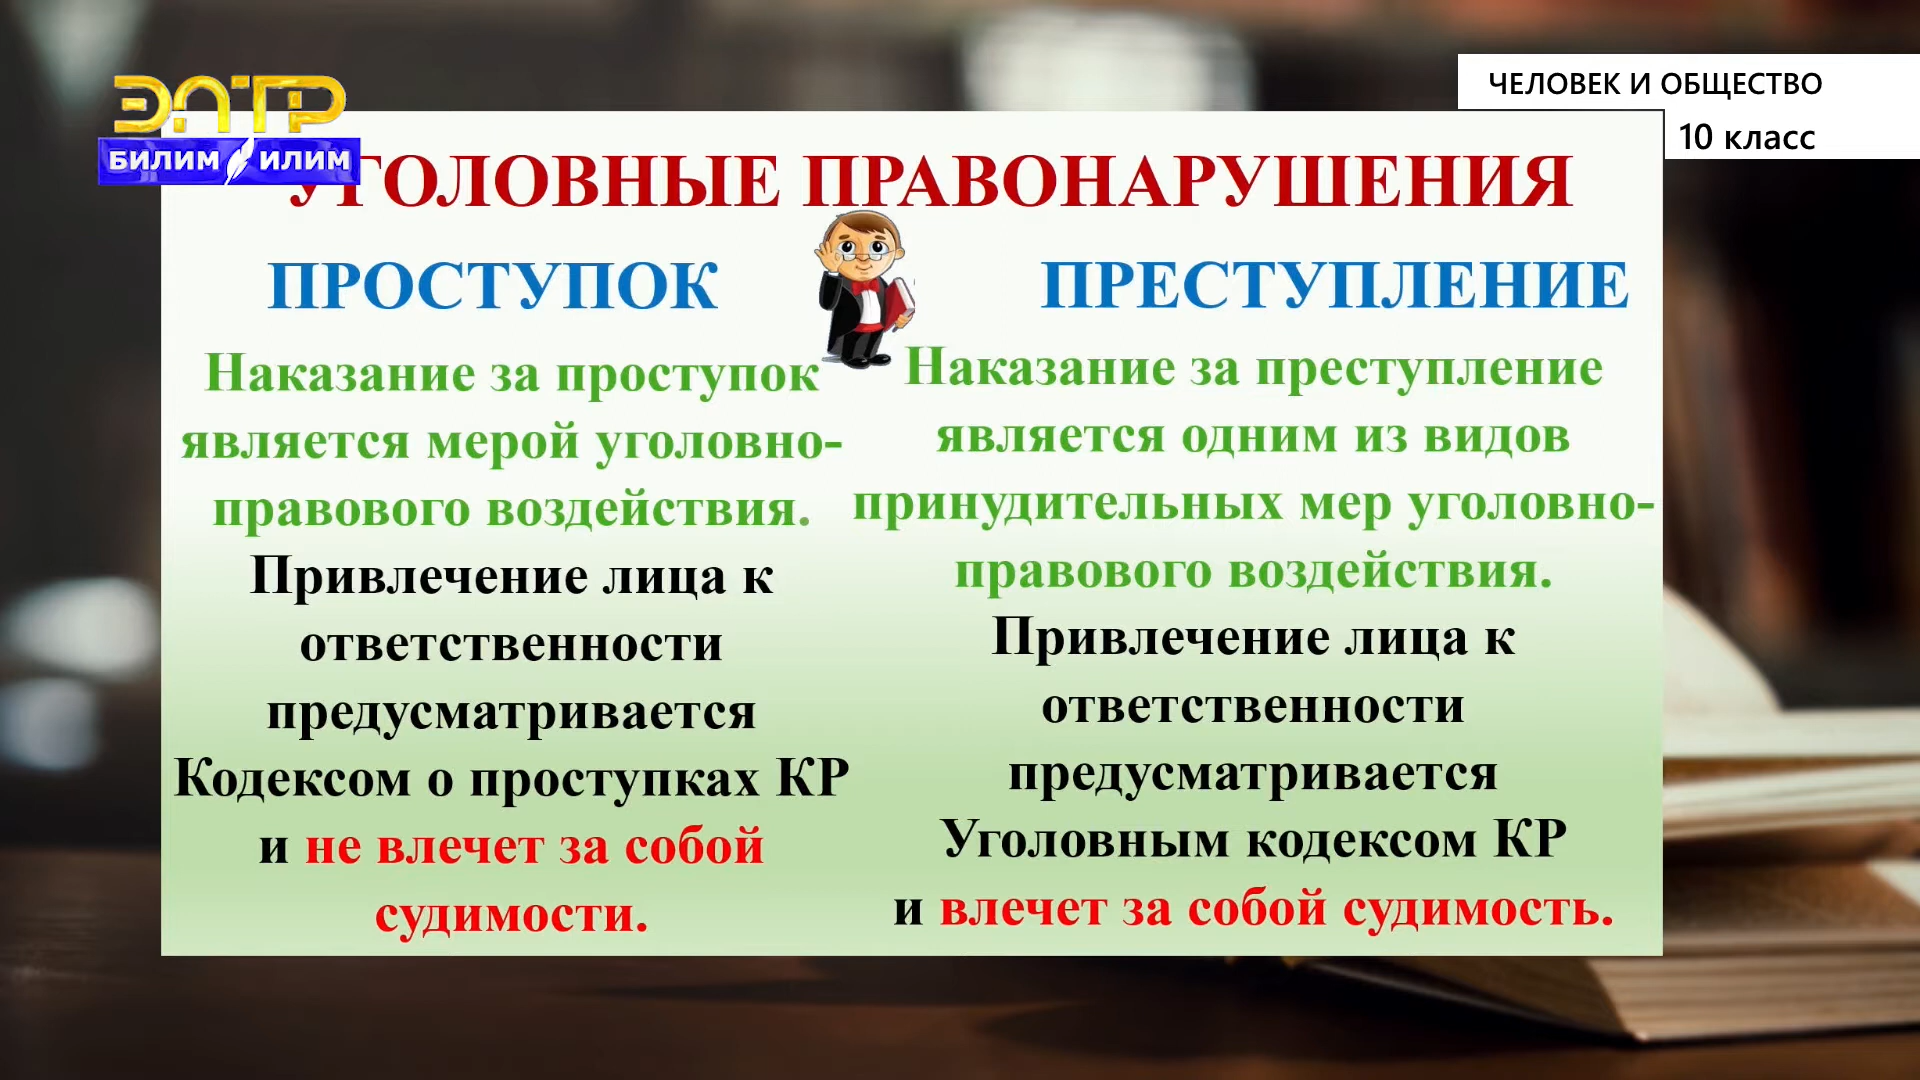 ЭЛТР
БИЛИМ ИЛИМ
ЧЕЛОВЕК И ОБЩЕСТВО
10 класс
УГОЛОВНЫЕ ПРАВОНАРУШЕНИЯ
ПРОСТУПОК
Наказание за проступок
является мерой уголовно-
правового воздействия.
Привлечение лица к
ответственности
предусматривается
Кодексом о проступках КР
и не влечет за собой
судимости.
ПРЕСТУПЛЕНИЕ
Наказание за преступление
является одним из видов
принудительных мер уголовно-
правового воздействия.
Привлечение лица к
ответственности
предусматривается
Уголовным кодексом КР
и влечет за собой судимость.